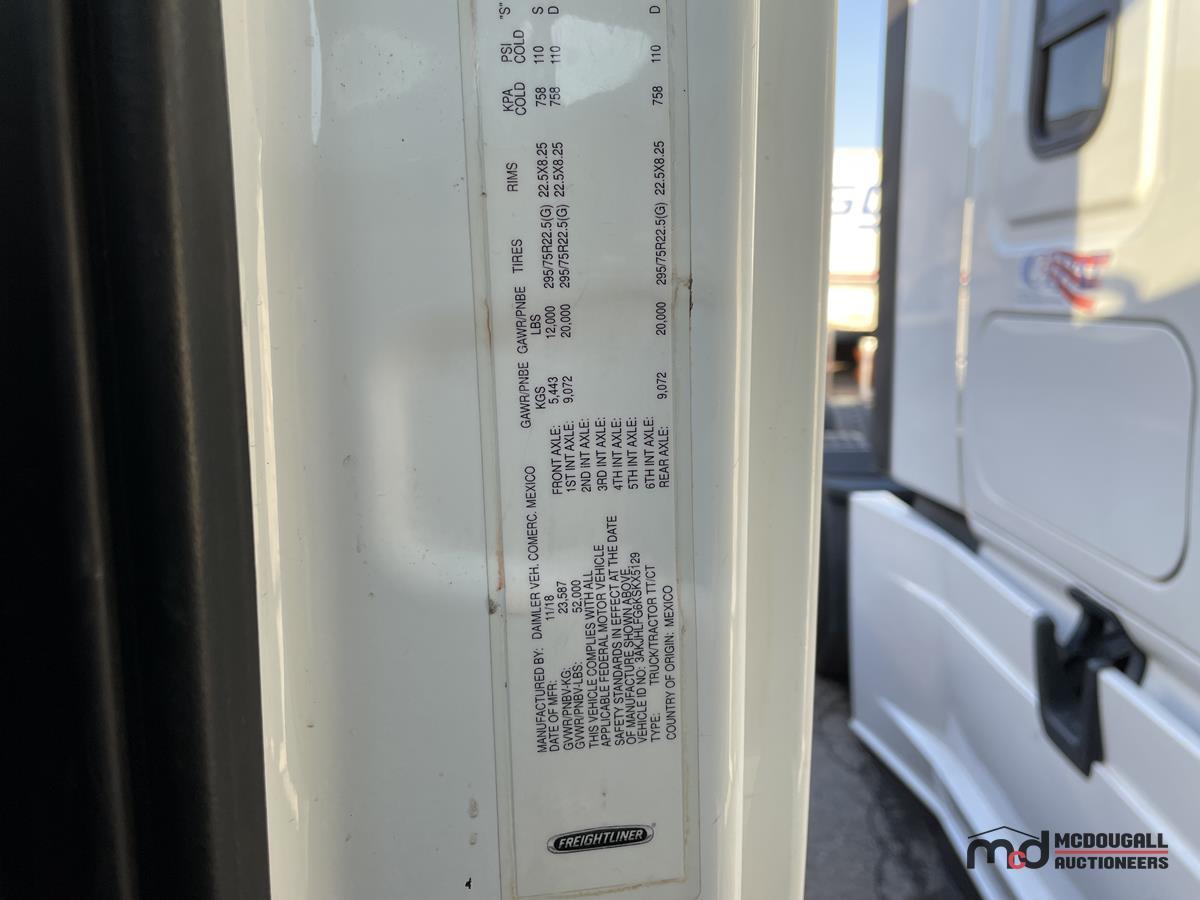 FREIGHTLINER
MANUFACTURED BY: DAIMLER VEH. COMERC. MEXICO
DATE OF MFR: 11/18
GVWR/PNBV-KG: 23,587
GVWR/PNBV-LBS: 52,000
THIS VEHICLE COMPLIES WITH ALL
APPLICABLE FEDERAL MOTOR VEHICLE
SAFETY STANDARDS IN EFFECT AT THE DATE
OF MANUFACTURE SHOWN ABOVE.
VEHICLE ID NO: 3AKJHLFG6KSKX5129
TYPE: TRUCK/TRACTOR TT/CT
COUNTRY OF ORIGIN: MEXICO
GAWR/PNBE GAWR/PNBE TIRES RIMS KPA PSI "S"
KGS LBS COLD COLD
FRONT AXLE: 5,443 12,000 295/75R22.5(G) 22.5X8.25 758 110 S
1ST INT AXLE: 9,072 20,000 295/75R22.5(G) 22.5X8.25 758 110 D
2ND INT AXLE:
3RD INT AXLE:
4TH INT AXLE:
5TH INT AXLE:
6TH INT AXLE:
REAR AXLE: 9,072 20,000 295/75R22.5(G) 22.5X8.25 758 110 D
mcd MCDOUGALL
AUCTIONEERS